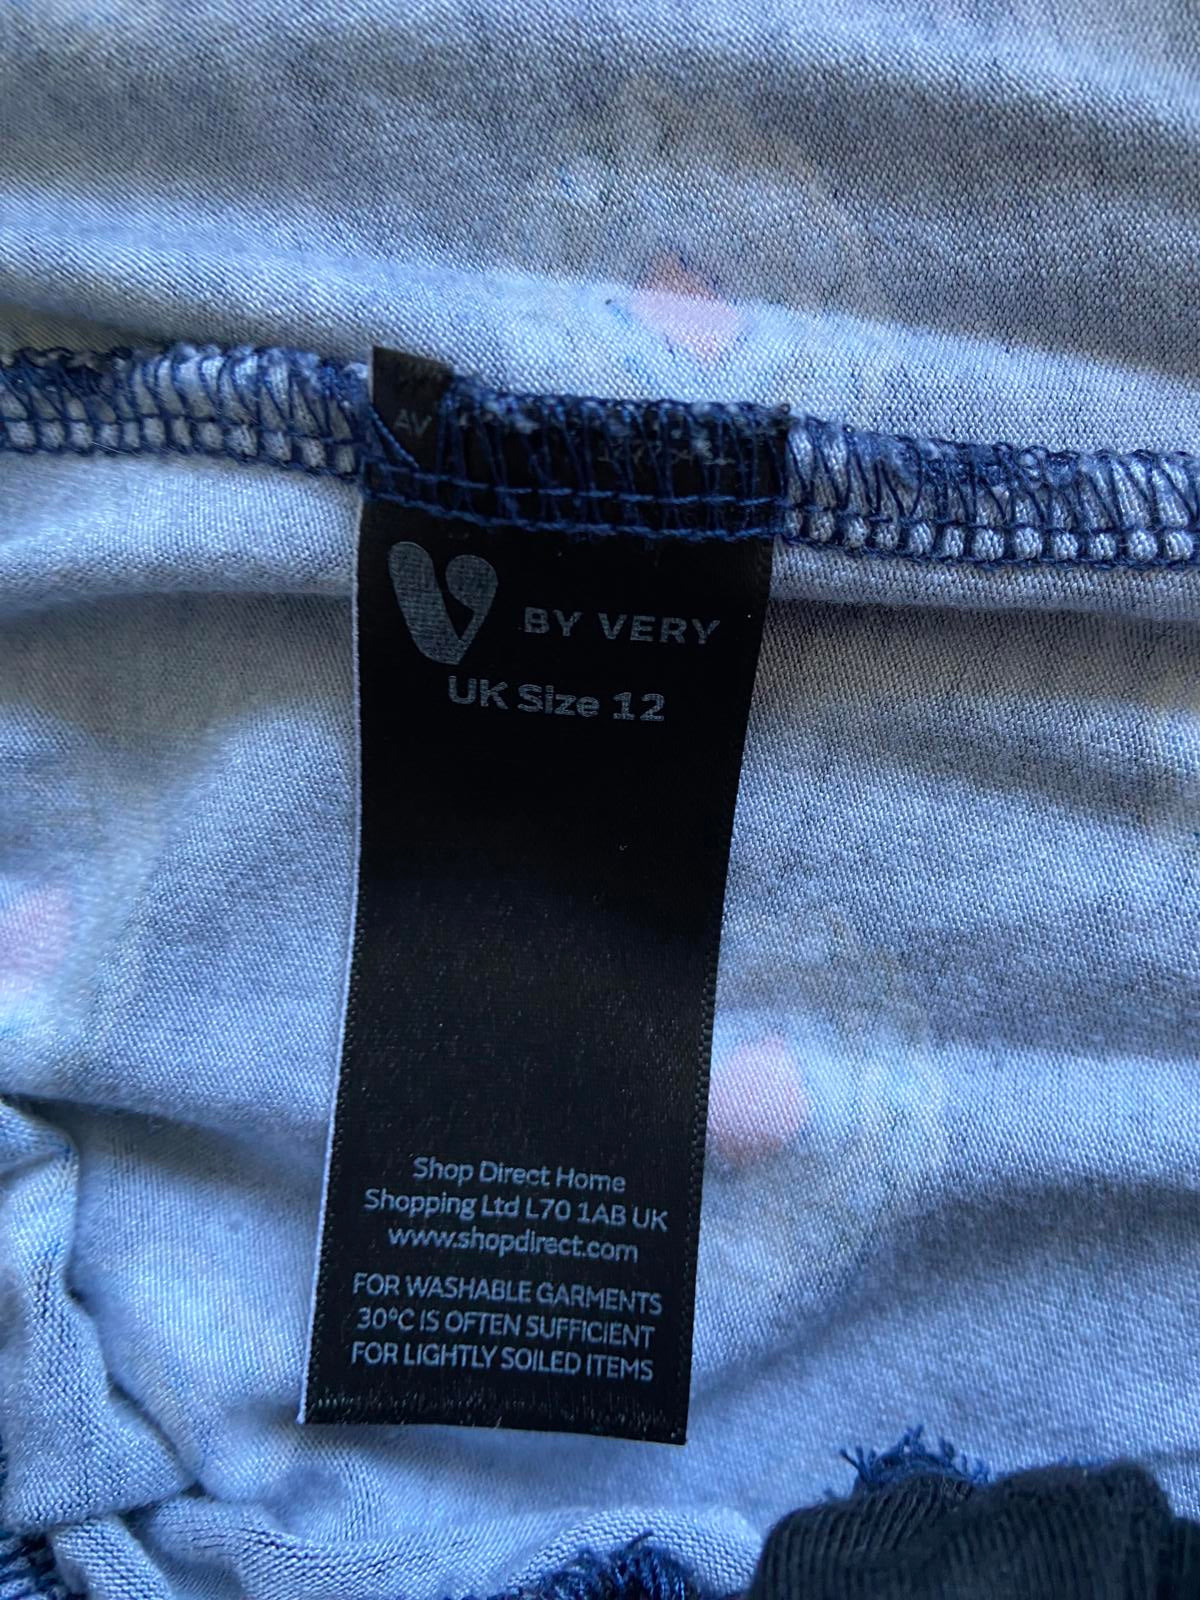 AV
V BY VERY
UK Size 12
Shop Direct Home
Shopping Ltd L70 1AB UK
www.shopdirect.com
FOR WASHABLE GARMENTS
30°C IS OFTEN SUFFICIENT
FOR LIGHTLY SOILED ITEMS